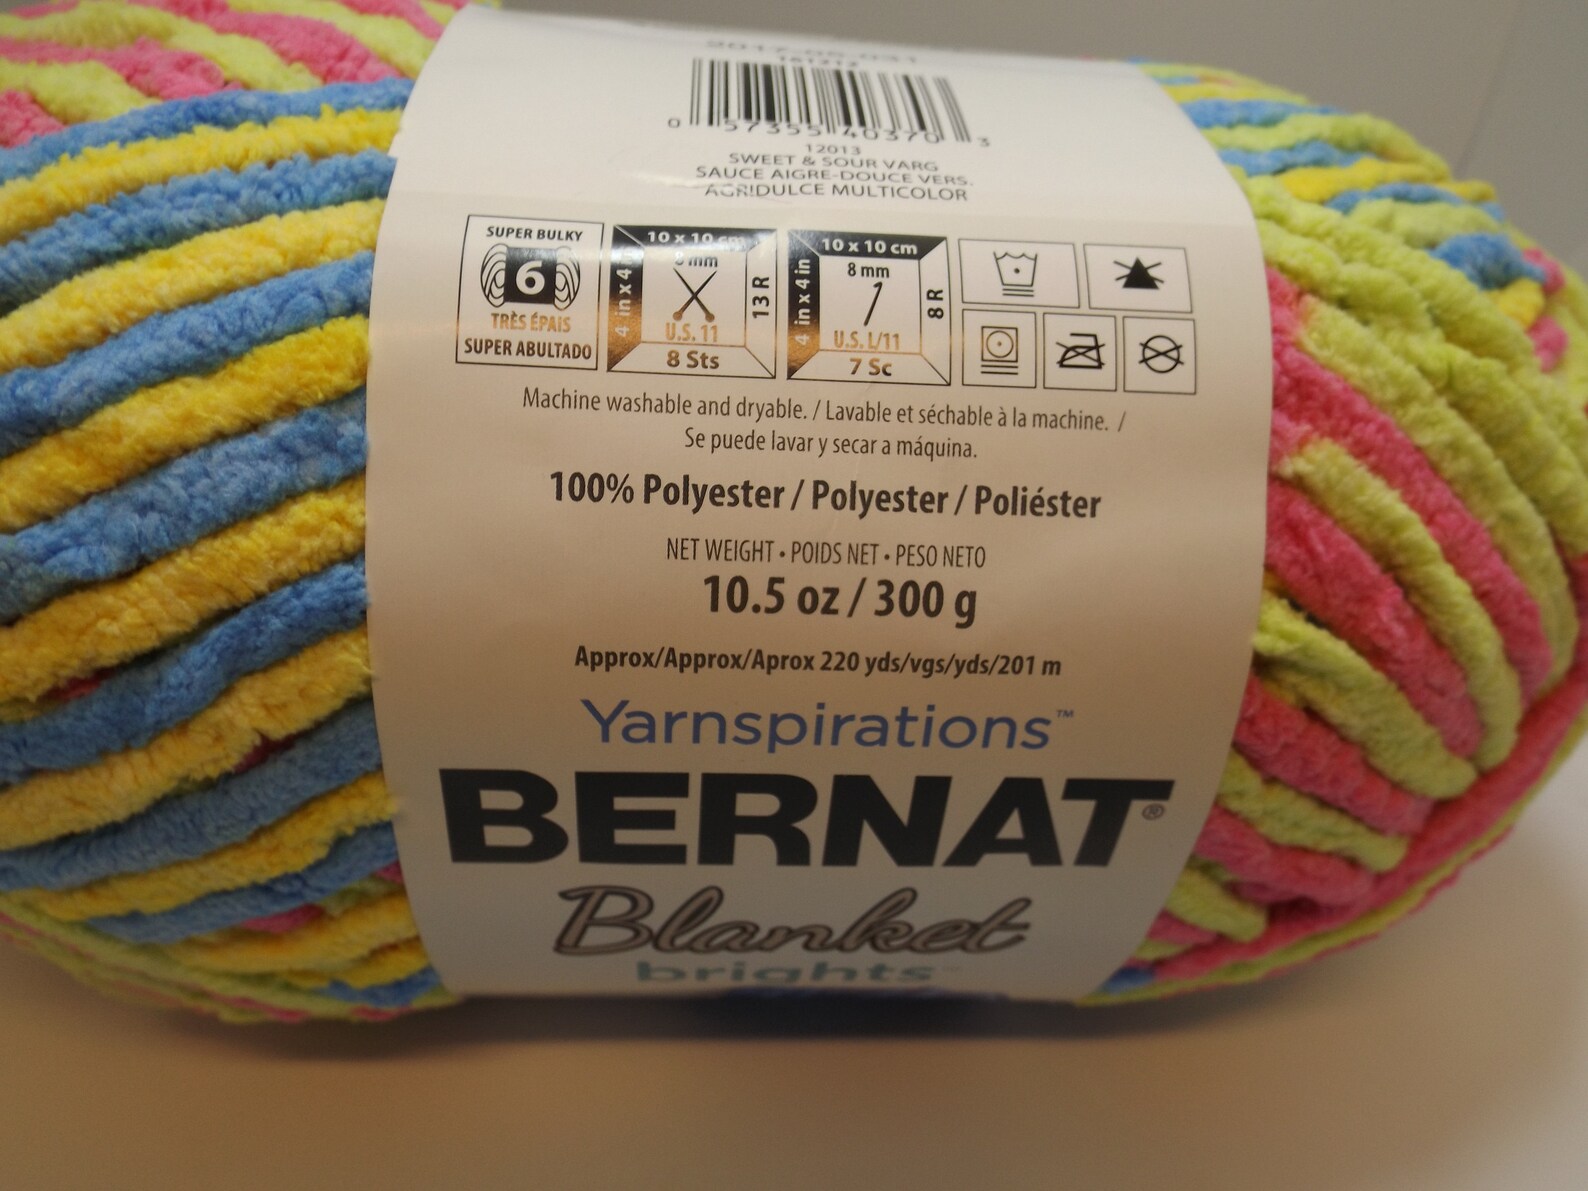 161212
0 57355 40370 3
12013
SWEET & SOUR VARG
SAUCE AIGRE-DOUCE VERS.
AGRIDULCE MULTICOLOR
SUPER BULKY
6
TRÈS ÉPAIS
SUPER ABULTADO
10 x 10 cm
4 in x 4 in
8 mm
13 R
U.S. 11
8 Sts
10 x 10 cm
4 in x 4 in
8 mm
8 R
U.S. L/11
7 Sc
Machine washable and dryable. / Lavable et séchable à la machine. /
Se puede lavar y secar a máquina.
100% Polyester / Polyester / Poliéster
NET WEIGHT • POIDS NET • PESO NETO
10.5 oz / 300 g
Approx/Approx/Aprox 220 yds/vgs/yds/201 m
Yarnspirations™
BERNAT®
Blanket
brights™